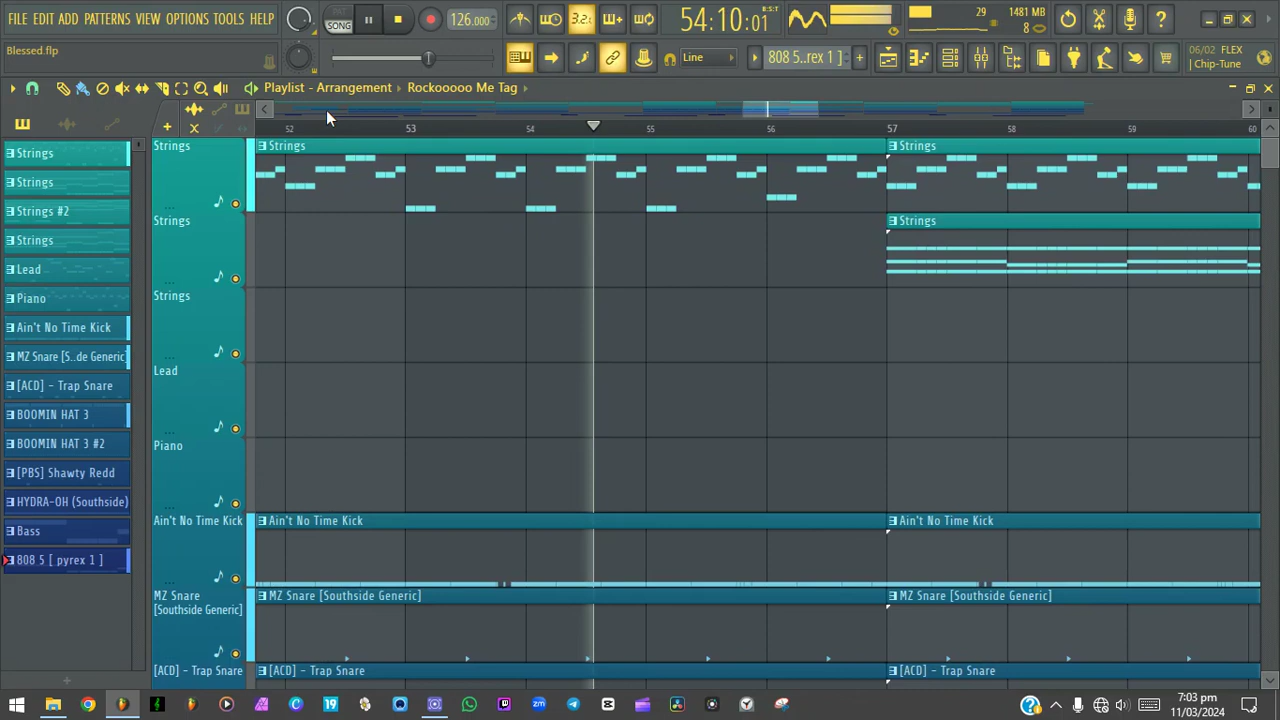 FILE EDIT ADD PATTERNS VIEW OPTIONS TOOLS HELP
PAT
SONG
126.000
3.2
54:10:01
B:S:T
29
1481 MB
8
Blessed.flp
Line
808 5..rex 1 ]
06/02 FLEX
Chip-Tune
Playlist - Arrangement › Rockooooo Me Tag ›
52
53
54
55
56
57
58
59
60
Strings
Strings
Strings #2
Strings
Lead
Piano
Ain't No Time Kick
MZ Snare [S..de Generic]
[ACD] - Trap Snare
BOOMIN HAT 3
BOOMIN HAT 3 #2
[PBS] Shawty Redd
HYDRA-OH (Southside)
Bass
808 5 [ pyrex 1 ]
Strings
Strings
Strings
Strings
Strings
Strings
Lead
Piano
Ain't No Time Kick
Ain't No Time Kick
Ain't No Time Kick
MZ Snare
[Southside Generic]
MZ Snare [Southside Generic]
MZ Snare [Southside Generic]
[ACD] - Trap Snare
[ACD] - Trap Snare
[ACD] - Trap Snare
19
zm
7:03 pm
11/03/2024